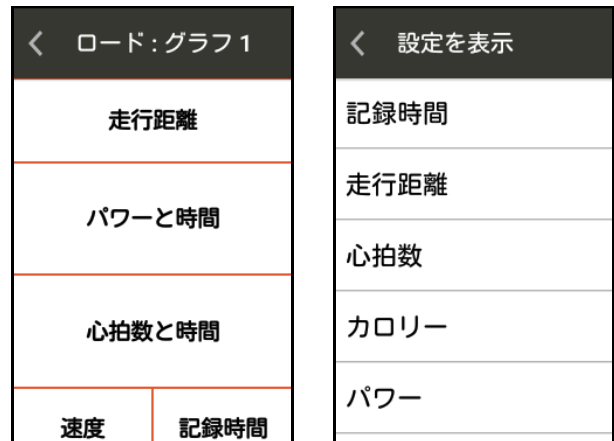 ロード : グラフ 1
走行距離
パワーと時間
心拍数と時間
速度 記録時間
設定を表示
記録時間
走行距離
心拍数
カロリー
パワー